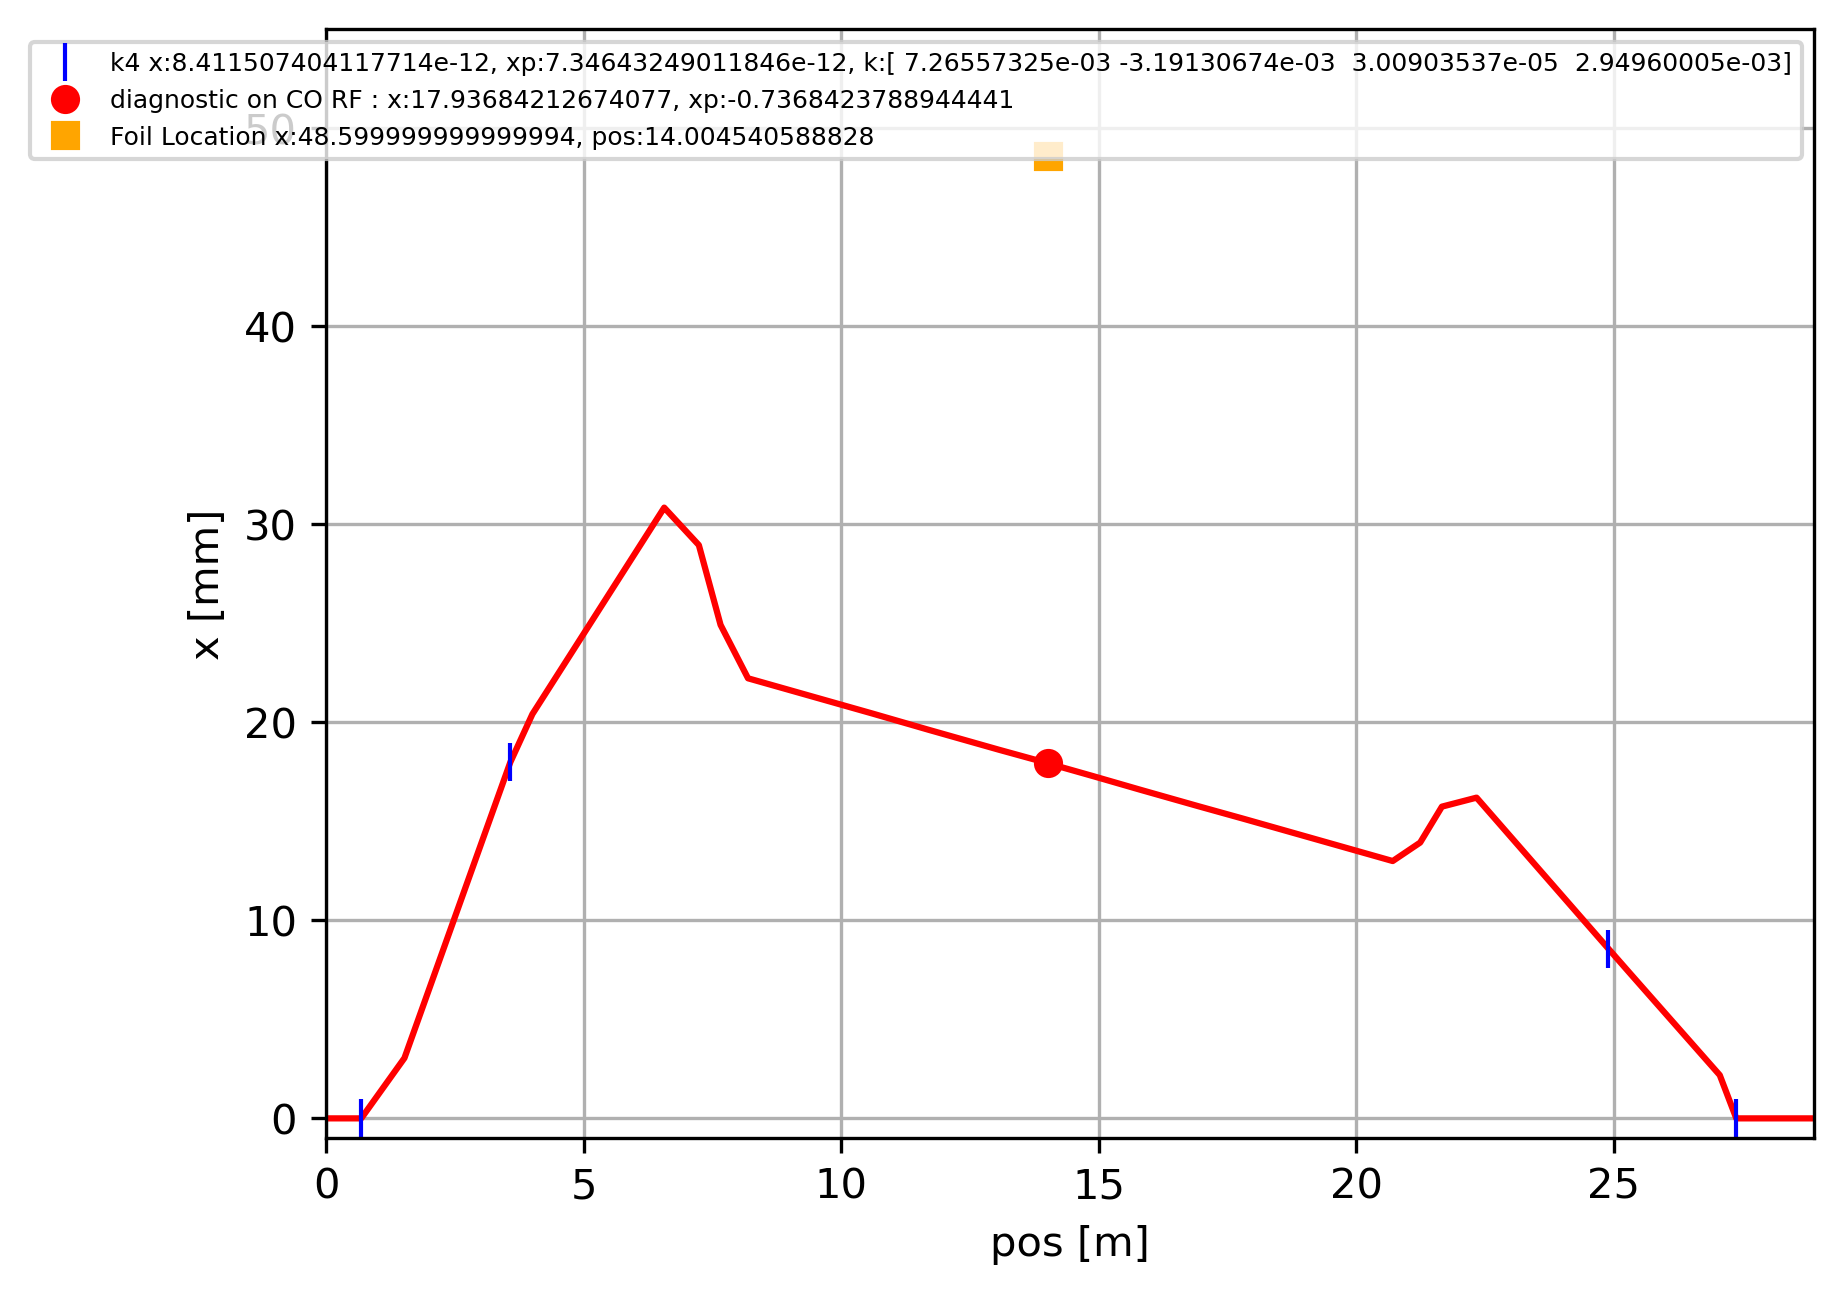 k4 x:8.411507404117714e-12, xp:7.34643249011846e-12, k:[ 7.26557325e-03 -3.19130674e-03  3.00903537e-05  2.94960005e-03]
diagnostic on CO RF : x:17.93684212674077, xp:-0.7368423788944441
Foil Location x:48.599999999999994, pos:14.004540588828
50
40
30
20
10
0
x [mm]
0 5 10 15 20 25
pos [m]